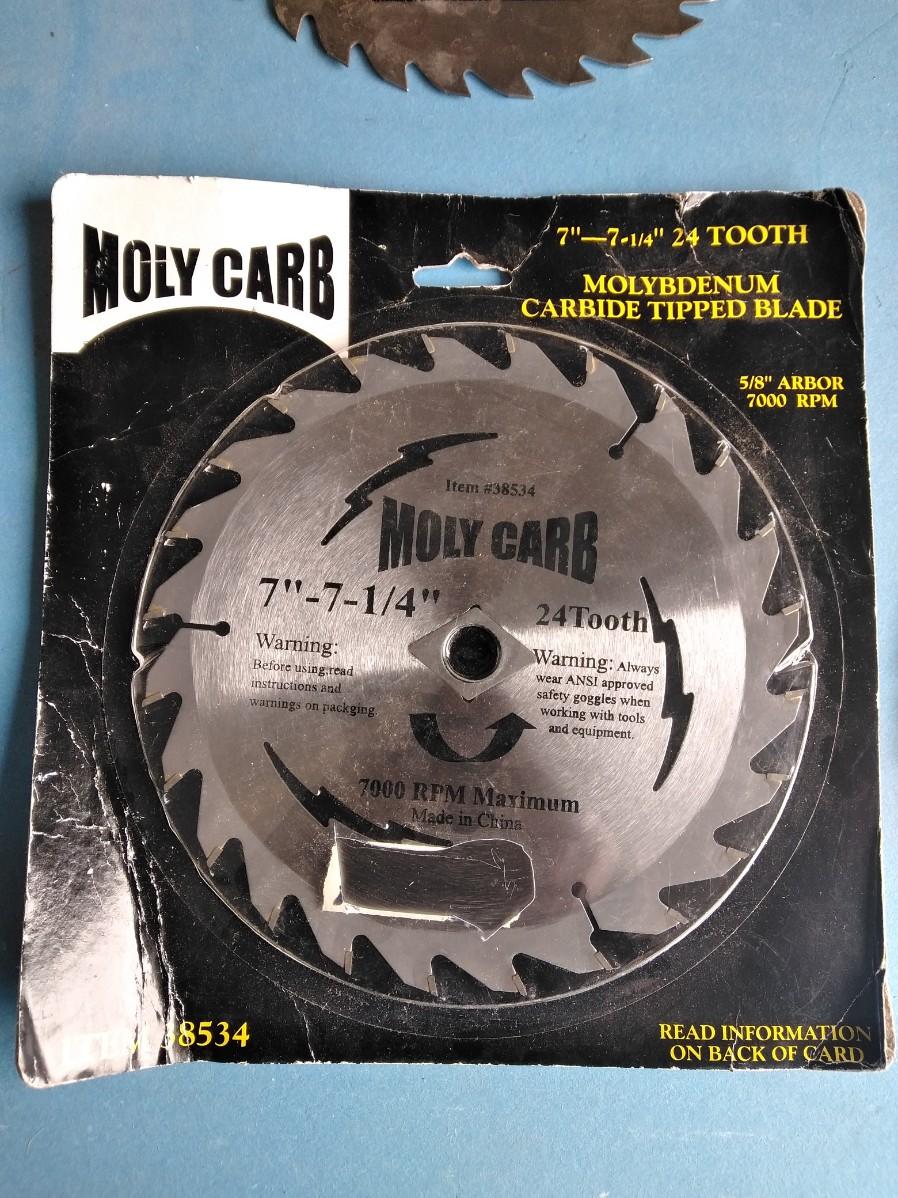 MOLY CARB
7"—7-1/4" 24 TOOTH
MOLYBDENUM
CARBIDE TIPPED BLADE
5/8" ARBOR
7000 RPM
Item #38534
MOLY CARB
7"-7-1/4"
24Tooth
Warning:
Before using,read
instructions and
warnings on packging.
Warning: Always
wear ANSI approved
safety goggles when
working with tools
and equipment.
7000 RPM Maximum
Made in China
ITEM 38534
READ INFORMATION
ON BACK OF CARD